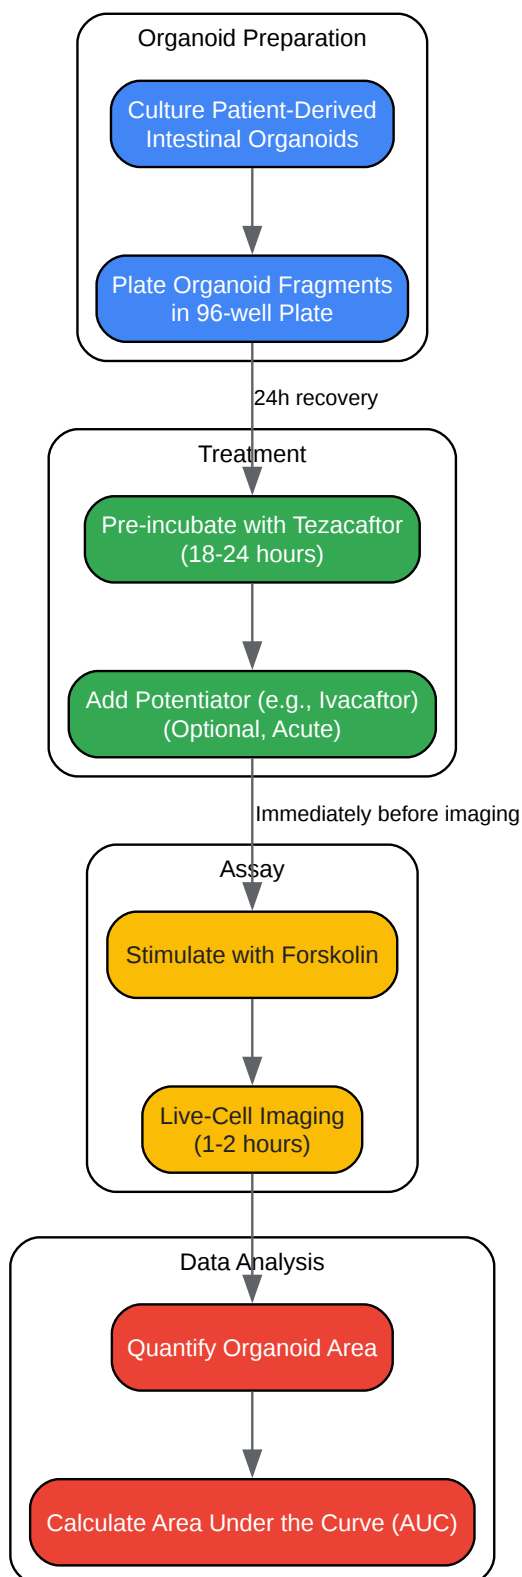 Organoid Preparation
Culture Patient-Derived
Intestinal Organoids
Plate Organoid Fragments
in 96-well Plate
24h recovery
Treatment
Pre-incubate with Tezacaftor
(18-24 hours)
Add Potentiator (e.g., Ivacaftor)
(Optional, Acute)
Immediately before imaging
Assay
Stimulate with Forskolin
Live-Cell Imaging
(1-2 hours)
Data Analysis
Quantify Organoid Area
Calculate Area Under the Curve (AUC)